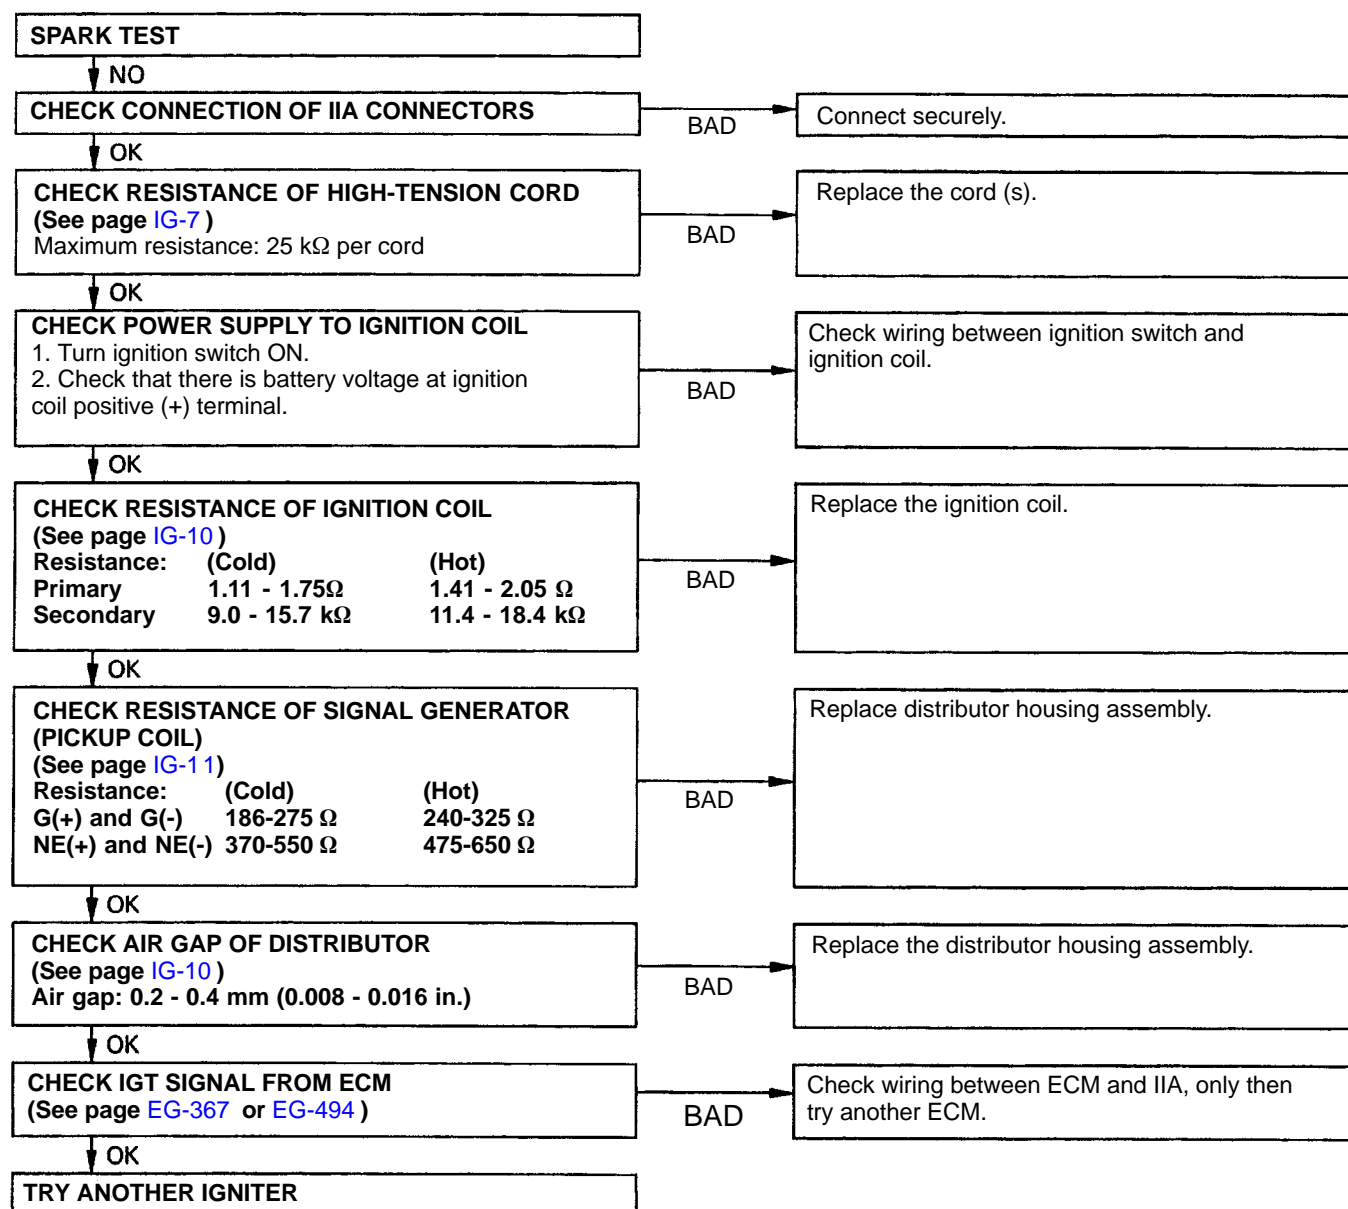 SPARK TEST
NO
CHECK CONNECTION OF IIA CONNECTORS
BAD
Connect securely.
OK
CHECK RESISTANCE OF HIGH-TENSION CORD
(See page IG-7 )
Maximum resistance: 25 kΩ per cord
BAD
Replace the cord (s).
OK
CHECK POWER SUPPLY TO IGNITION COIL
1. Turn ignition switch ON.
2. Check that there is battery voltage at ignition
coil positive (+) terminal.
BAD
Check wiring between ignition switch and
ignition coil.
OK
CHECK RESISTANCE OF IGNITION COIL
(See page IG-10 )
Resistance: (Cold) (Hot)
Primary 1.11 - 1.75Ω 1.41 - 2.05 Ω
Secondary 9.0 - 15.7 kΩ 11.4 - 18.4 kΩ
BAD
Replace the ignition coil.
OK
CHECK RESISTANCE OF SIGNAL GENERATOR
(PICKUP COIL)
(See page IG-11)
Resistance: (Cold) (Hot)
G(+) and G(-) 186-275 Ω 240-325 Ω
NE(+) and NE(-) 370-550 Ω 475-650 Ω
BAD
Replace distributor housing assembly.
OK
CHECK AIR GAP OF DISTRIBUTOR
(See page IG-10 )
Air gap: 0.2 - 0.4 mm (0.008 - 0.016 in.)
BAD
Replace the distributor housing assembly.
OK
CHECK IGT SIGNAL FROM ECM
(See page EG-367 or EG-494 )
BAD
Check wiring between ECM and IIA, only then
try another ECM.
OK
TRY ANOTHER IGNITER